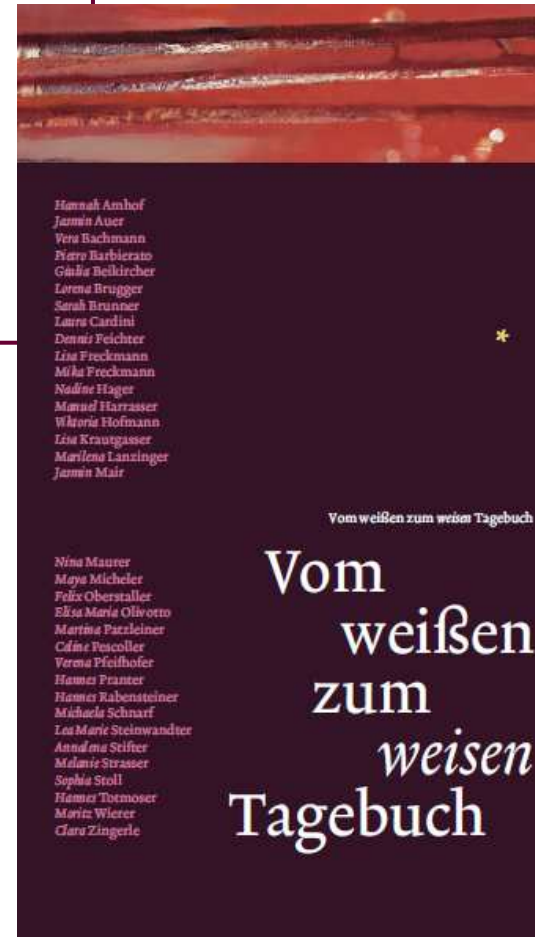 Hannah Amhof
Jasmin Auer
Vera Bachmann
Pietro Barbierato
Giulia Beikircher
Lorena Brugger
Sarah Brunner
Laura Cardini
Dennis Feichter
Lisa Freckmann
Mika Freckmann
Nadine Hager
Manuel Harrasser
Viktoria Hofmann
Lisa Krautgasser
Marilena Lanzinger
Jasmin Mair
*
Vom weißen zum weisen Tagebuch
Nina Maurer
Maya Micheler
Felix Oberstaller
Elisa Maria Olivotto
Martina Patzleiner
Celine Pescoller
Verena Pfeifhofer
Hannes Pranter
Hannes Rabensteiner
Michaela Schnarf
Lea Marie Steinwandter
Annalena Stifter
Melanie Strasser
Sophia Stoll
Hannes Totmoser
Moritz Wierer
Clara Zingerle
Vom
weißen
zum
weisen
Tagebuch